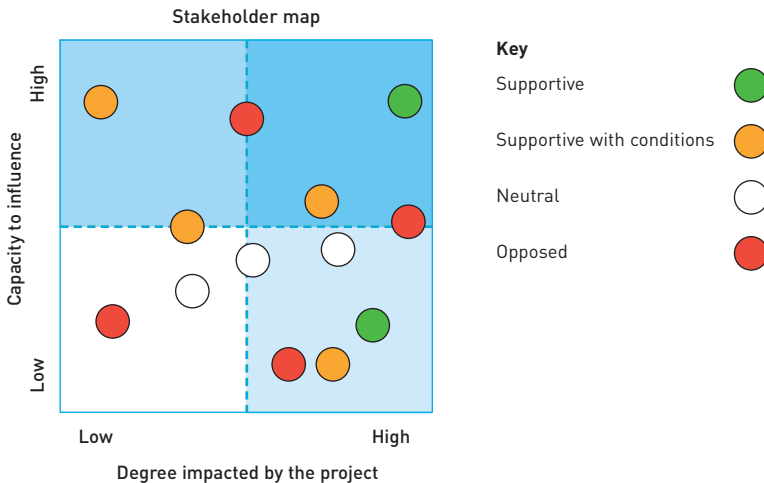 Stakeholder map
High
Capacity to influence
Low
Low
High
Degree impacted by the project
Key
Supportive
Supportive with conditions
Neutral
Opposed